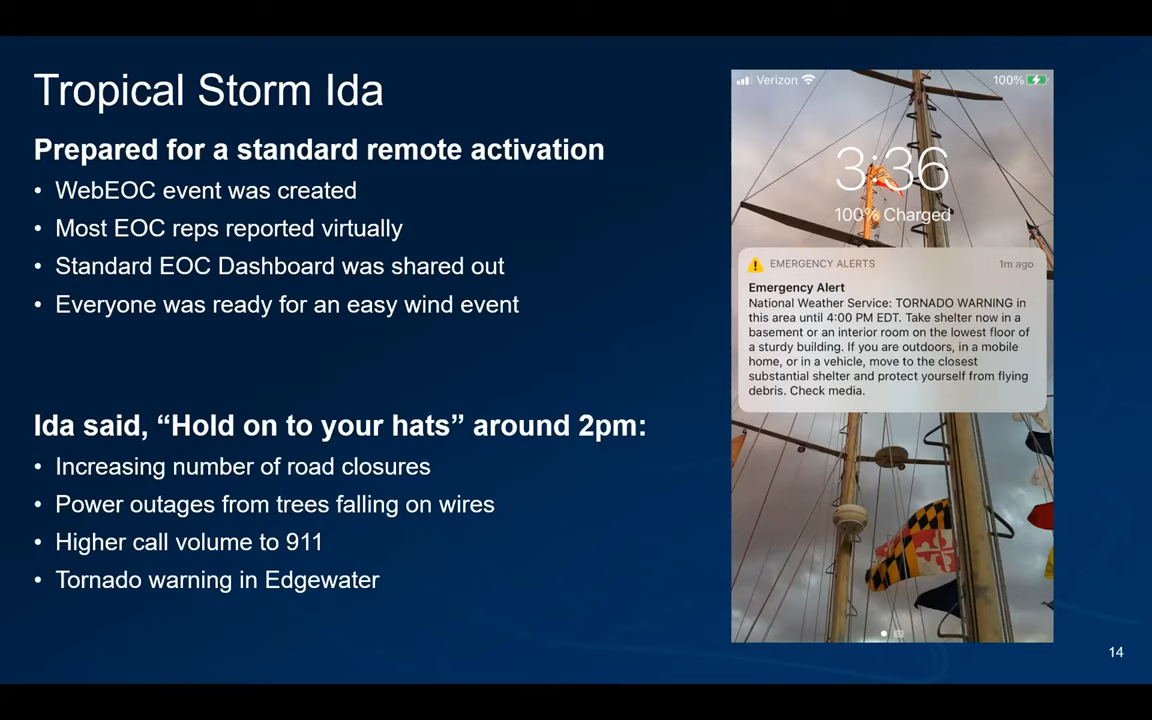 Tropical Storm Ida
Prepared for a standard remote activation
• WebEOC event was created
• Most EOC reps reported virtually
• Standard EOC Dashboard was shared out
• Everyone was ready for an easy wind event
Ida said, “Hold on to your hats” around 2pm:
• Increasing number of road closures
• Power outages from trees falling on wires
• Higher call volume to 911
• Tornado warning in Edgewater
Verizon 100%
3:36
100% Charged
EMERGENCY ALERTS 1m ago
Emergency Alert
National Weather Service: TORNADO WARNING in
this area until 4:00 PM EDT. Take shelter now in a
basement or an interior room on the lowest floor of
a sturdy building. If you are outdoors, in a mobile
home, or in a vehicle, move to the closest
substantial shelter and protect yourself from flying
debris. Check media.
14